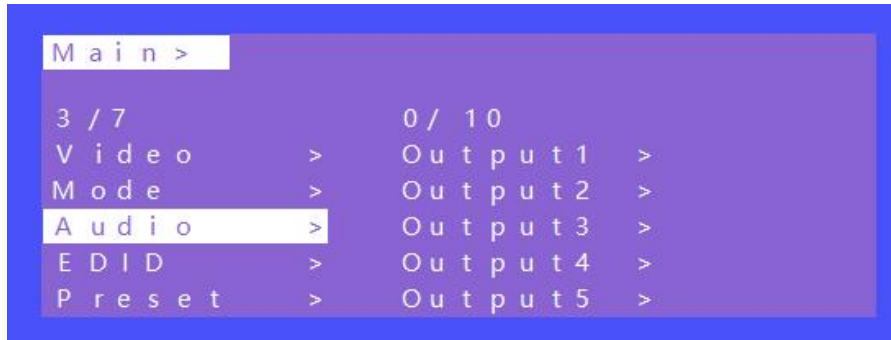 Main>
3/7 0/ 10
Video > Output1 >
Mode > Output2 >
Audio > Output3 >
EDID > Output4 >
Preset > Output5 >